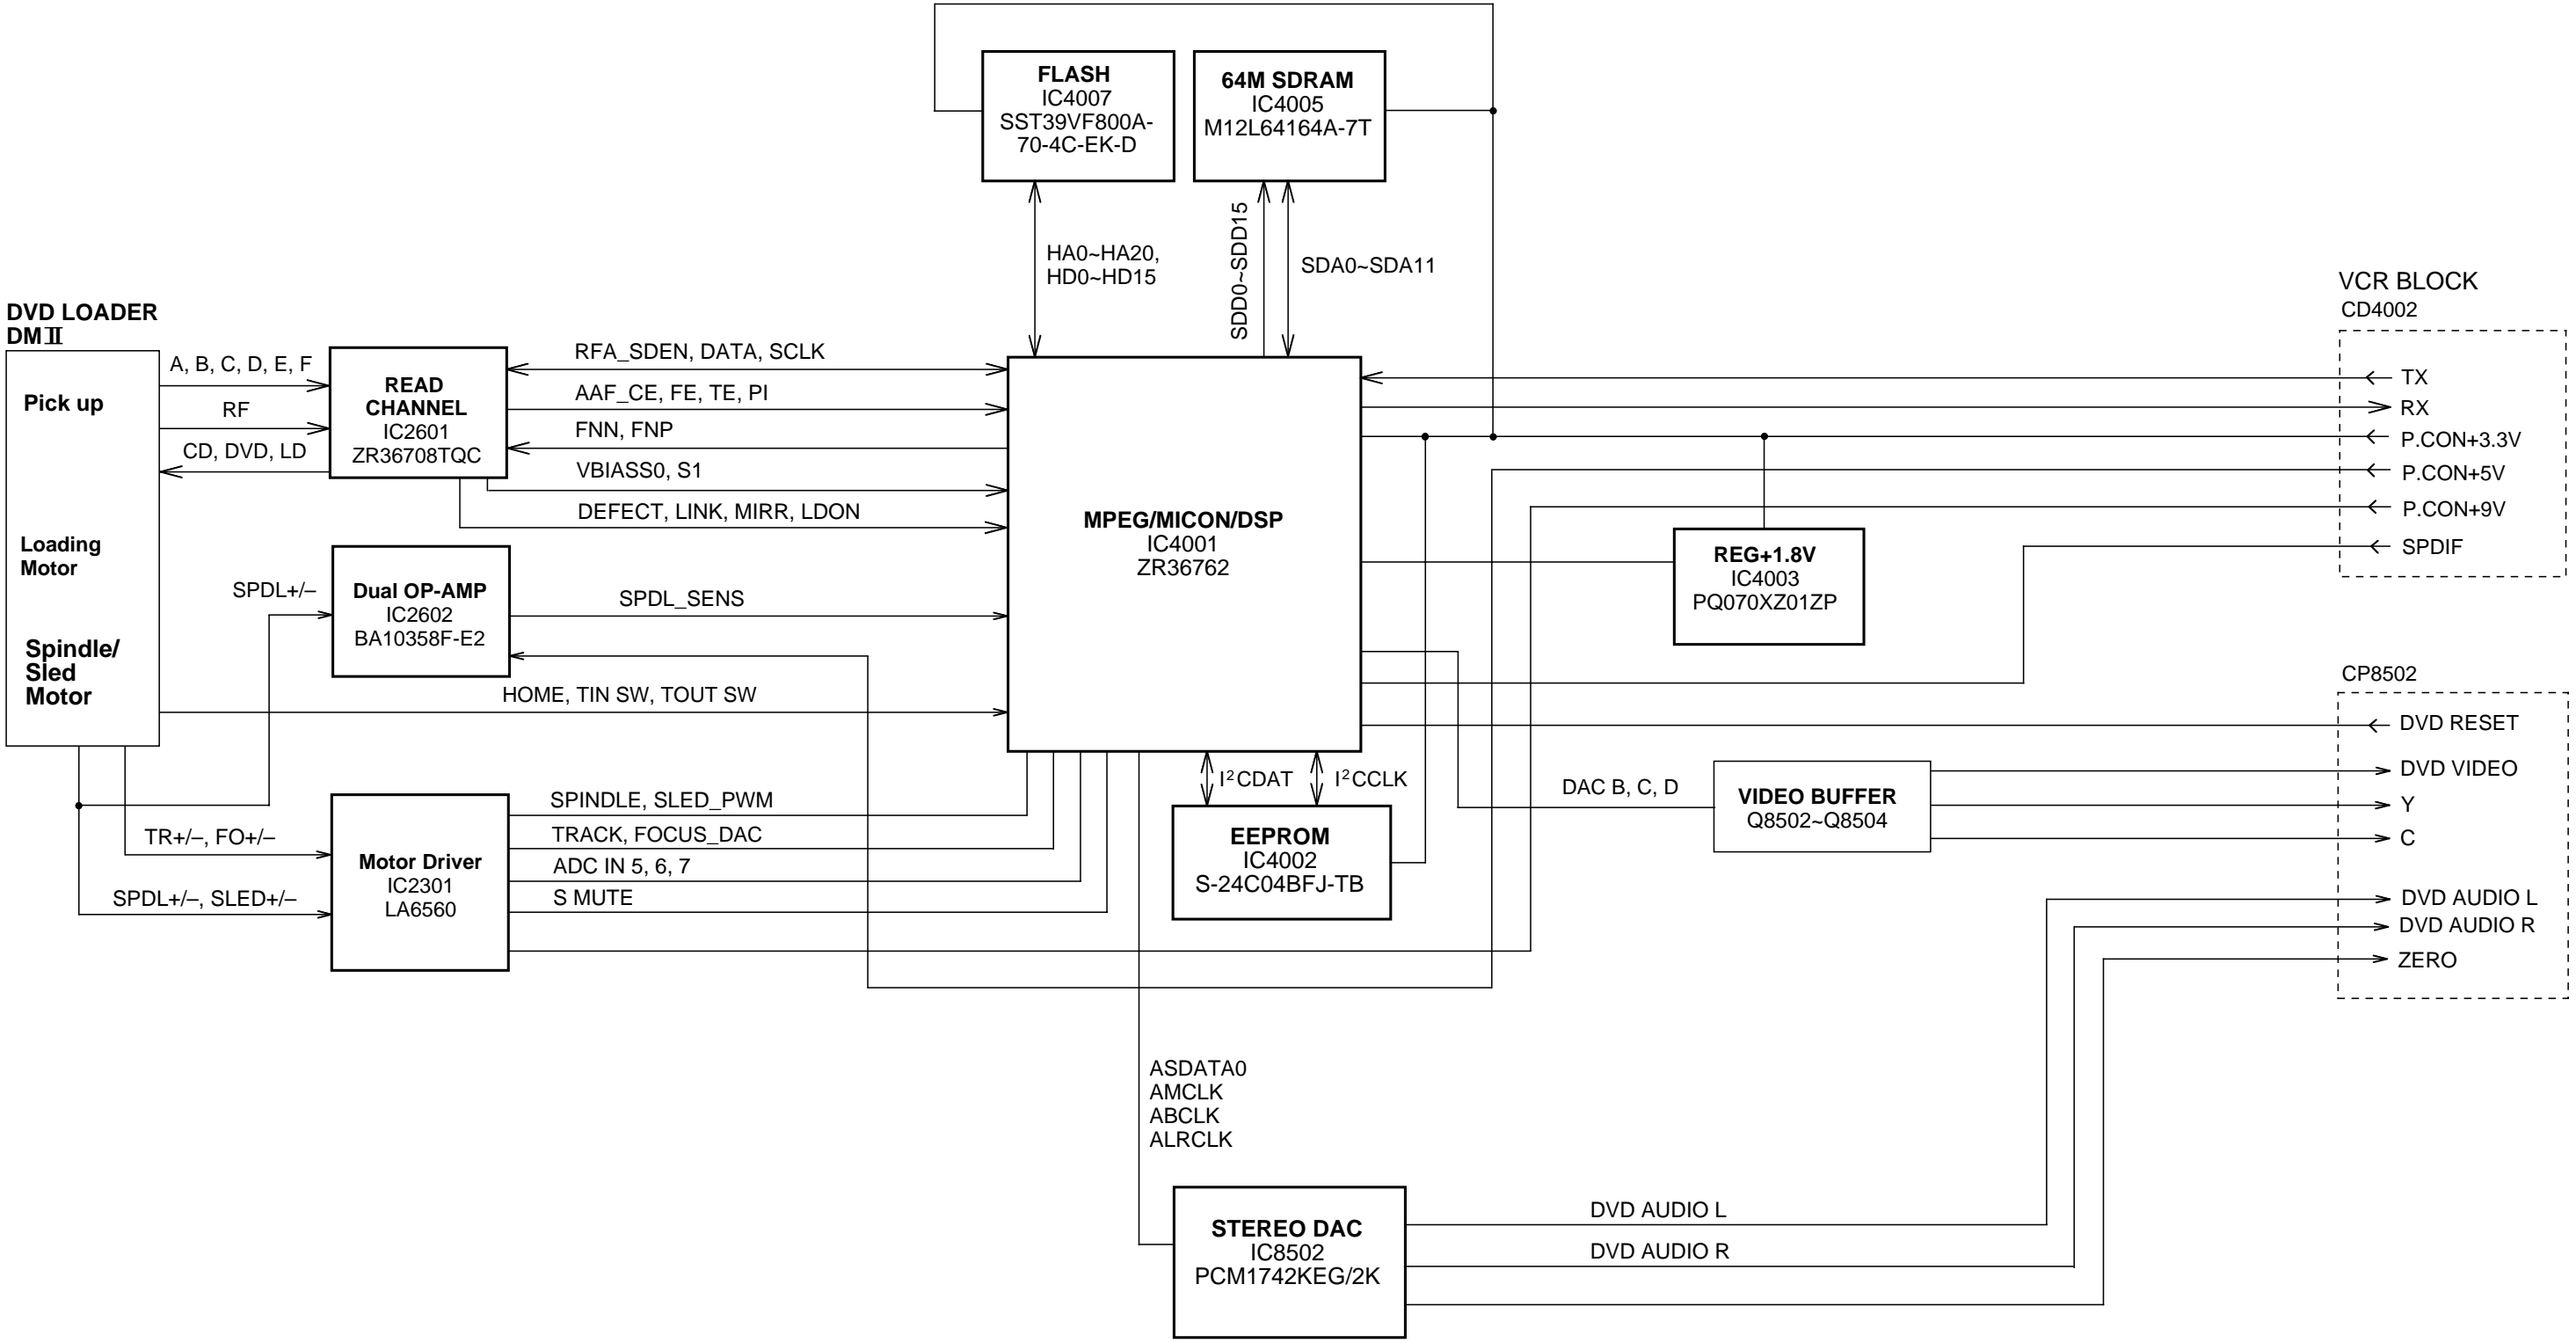 FLASH
IC4007
SST39VF800A-
70-4C-EK-D
64M SDRAM
IC4005
M12L64164A-7T
HA0~HA20,
HD0~HD15
SDD0~SDD15
SDA0~SDA11
VCR BLOCK
CD4002
TX
RX
P.CON+3.3V
P.CON+5V
P.CON+9V
SPDIF
DVD LOADER
DMⅡ
Pick up
Loading
Motor
Spindle/
Sled
Motor
A, B, C, D, E, F
RF
CD, DVD, LD
READ
CHANNEL
IC2601
ZR36708TQC
RFA_SDEN, DATA, SCLK
AAF_CE, FE, TE, PI
FNN, FNP
VBIASS0, S1
DEFECT, LINK, MIRR, LDON
MPEG/MICON/DSP
IC4001
ZR36762
REG+1.8V
IC4003
PQ070XZ01ZP
SPDL+/–
Dual OP-AMP
IC2602
BA10358F-E2
SPDL_SENS
HOME, TIN SW, TOUT SW
CP8502
DVD RESET
DVD VIDEO
Y
C
DVD AUDIO L
DVD AUDIO R
ZERO
I²CDAT
I²CCLK
DAC B, C, D
VIDEO BUFFER
Q8502~Q8504
EEPROM
IC4002
S-24C04BFJ-TB
TR+/–, FO+/–
SPDL+/–, SLED+/–
Motor Driver
IC2301
LA6560
SPINDLE, SLED_PWM
TRACK, FOCUS_DAC
ADC IN 5, 6, 7
S MUTE
ASDATA0
AMCLK
ABCLK
ALRCLK
STEREO DAC
IC8502
PCM1742KEG/2K
DVD AUDIO L
DVD AUDIO R